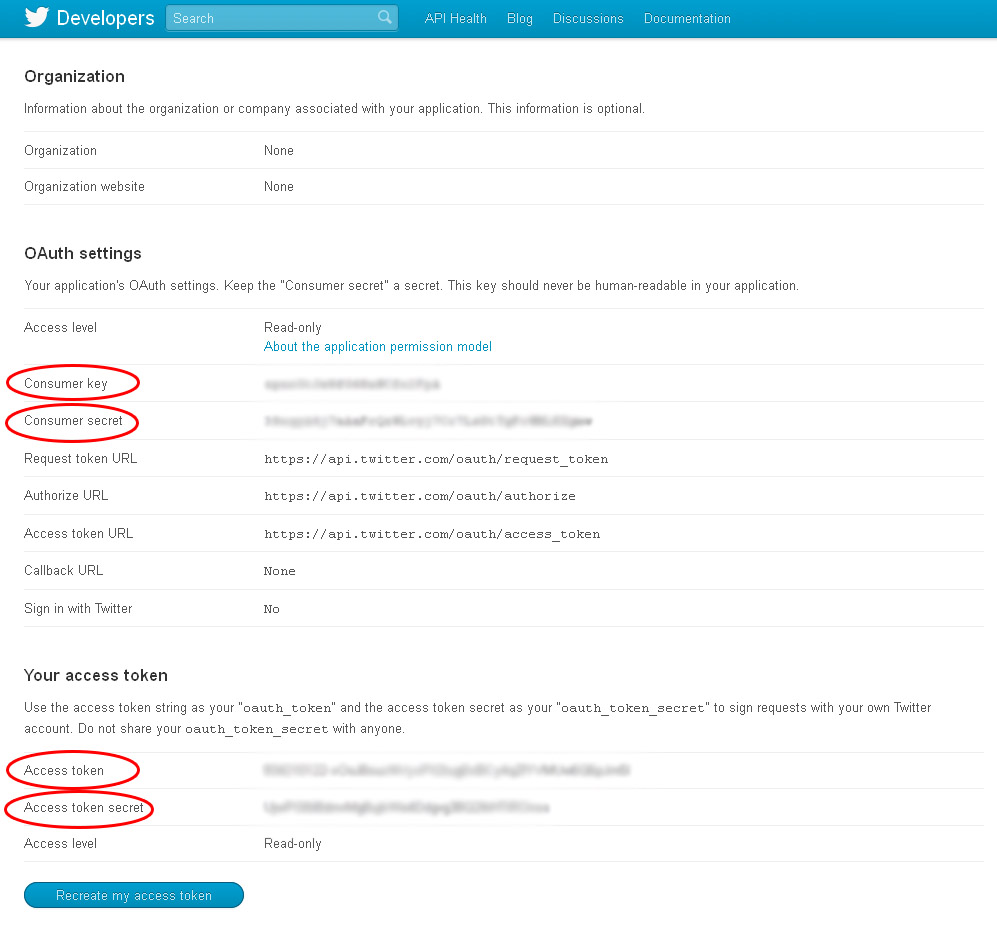 Developers Search API Health Blog Discussions Documentation
Organization
Information about the organization or company associated with your application. This information is optional.
Organization None
Organization website None
OAuth settings
Your application's OAuth settings. Keep the "Consumer secret" a secret. This key should never be human-readable in your application.
Access level Read-only
About the application permission model
Consumer key
Consumer secret
Request token URL https://api.twitter.com/oauth/request_token
Authorize URL https://api.twitter.com/oauth/authorize
Access token URL https://api.twitter.com/oauth/access_token
Callback URL None
Sign in with Twitter No
Your access token
Use the access token string as your "oauth_token" and the access token secret as your "oauth_token_secret" to sign requests with your own Twitter
account. Do not share your oauth_token_secret with anyone.
Access token
Access token secret
Access level Read-only
Recreate my access token